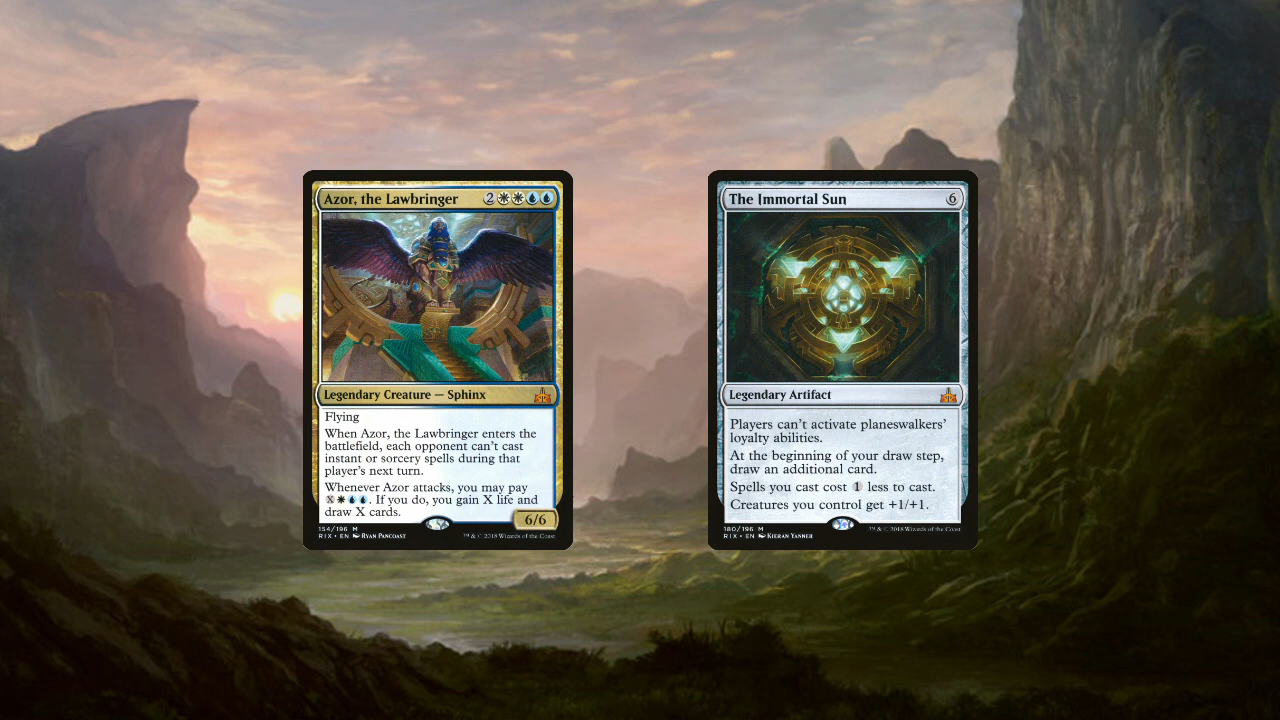 Azor, the Lawbringer 2
Legendary Creature — Sphinx
Flying
When Azor, the Lawbringer enters the
battlefield, each opponent can't cast
instant or sorcery spells during that
player's next turn.
Whenever Azor attacks, you may pay
X. If you do, you gain X life and
draw X cards.
6/6
154/196 M
RIX • EN Ryan Pancoast
™ & © 2018 Wizards of the Coast
The Immortal Sun 6
Legendary Artifact
Players can't activate planeswalkers'
loyalty abilities.
At the beginning of your draw step,
draw an additional card.
Spells you cast cost 1 less to cast.
Creatures you control get +1/+1.
180/196 M
RIX • EN Kieran Yanner
™ & © 2018 Wizards of the Coast